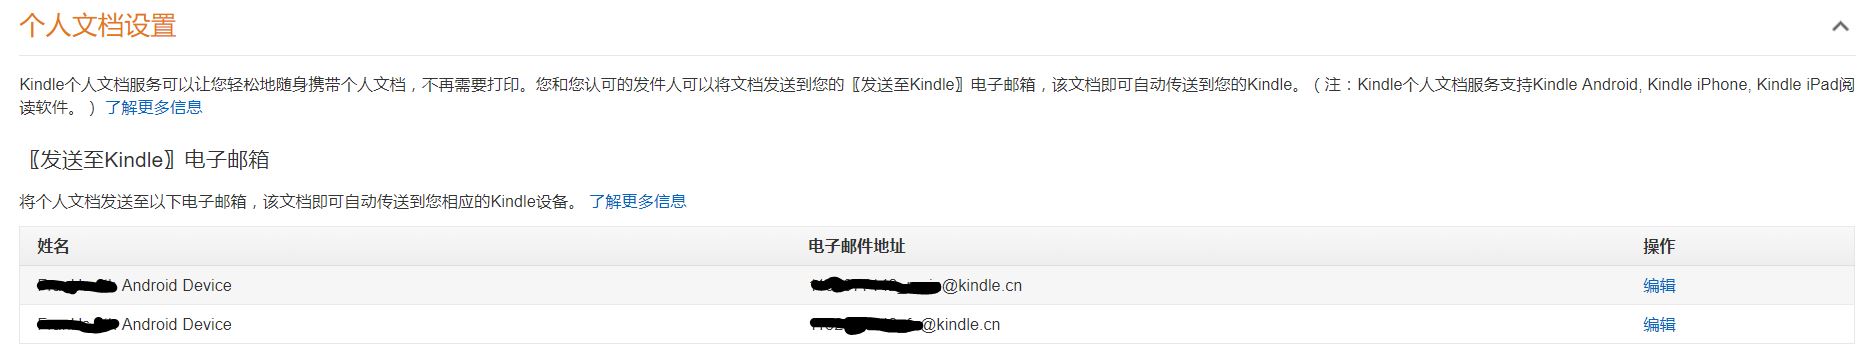 个人文档设置
Kindle个人文档服务可以让您轻松地随身携带个人文档，不再需要打印。您和您认可的发件人可以将文档发送到您的〖发送至Kindle〗电子邮箱，该文档即可自动传送到您的Kindle。（注：Kindle个人文档服务支持Kindle Android, Kindle iPhone, Kindle iPad阅
读软件。） 了解更多信息
〖发送至Kindle〗电子邮箱
将个人文档发送至以下电子邮箱，该文档即可自动传送到您相应的Kindle设备。 了解更多信息
姓名 电子邮件地址 操作
Android Device @kindle.cn 编辑
Android Device @kindle.cn 编辑